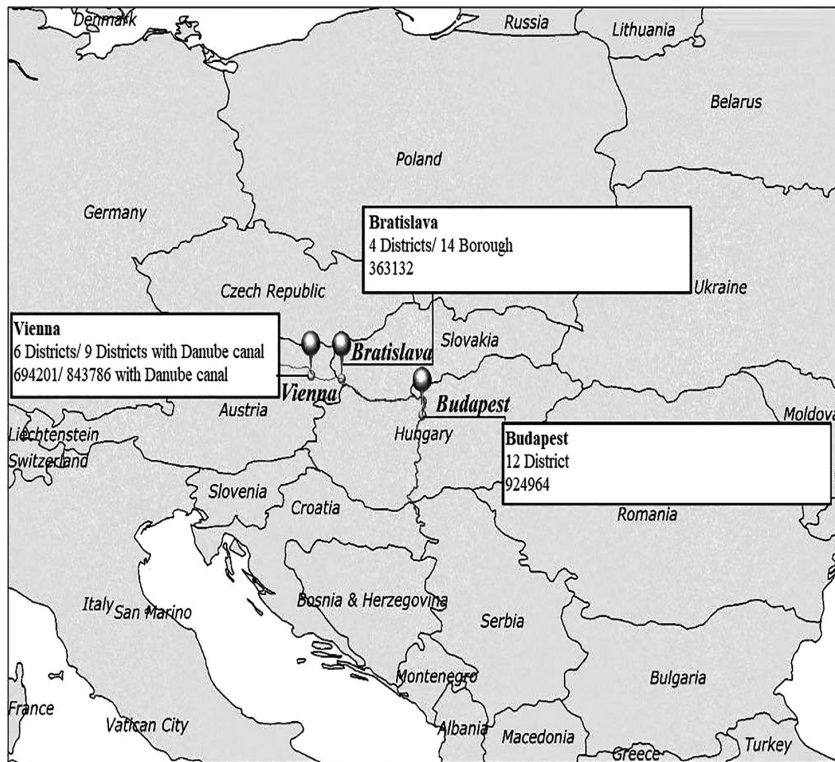 Denmark
Russia
Lithuania
Belarus
Poland
Germany
Bratislava
4 Districts/ 14 Borough
363132
Czech Republic
Ukraine
Vienna
6 Districts/ 9 Districts with Danube canal
694201/ 843786 with Danube canal
Slovakia
Bratislava
Vienna
Budapest
Austria
Moldova
Liechtenstein
Hungary
Switzerland
Budapest
12 District
924964
Slovenia
Croatia
Romania
Italy
San Marino
Bosnia & Herzegovina
Serbia
Montenegro
Bulgaria
France
Vatican City
Albania
Macedonia
Greece
Turkey